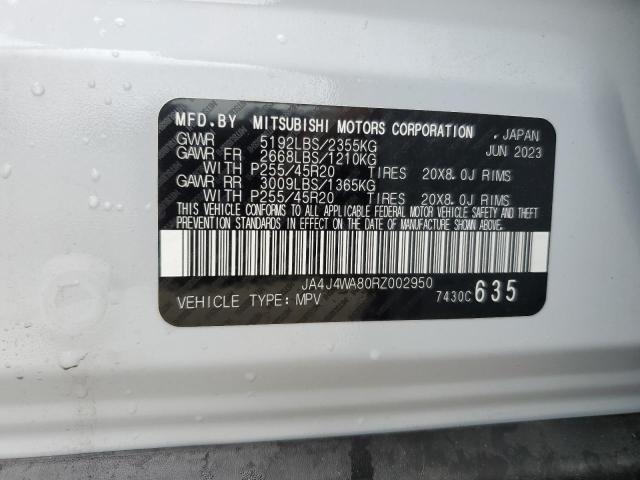 MFD.BY MITSUBISHI MOTORS CORPORATION , JAPAN
GVWR 5192LBS/2355KG JUN 2023
GAWR FR 2668LBS/1210KG
WITH P255/45R20 TIRES 20X8.0J RIMS
GAWR RR 3009LBS/1365KG
WITH P255/45R20 TIRES 20X8.0J RIMS
THIS VEHICLE CONFORMS TO ALL APPLICABLE FEDERAL MOTOR VEHICLE SAFETY AND THEFT
PREVENTION STANDARDS IN EFFECT ON THE DATE OF MANUFACTURE SHOWN ABOVE.
JA4J4WA80RZ002950
VEHICLE TYPE: MPV 7430C 635